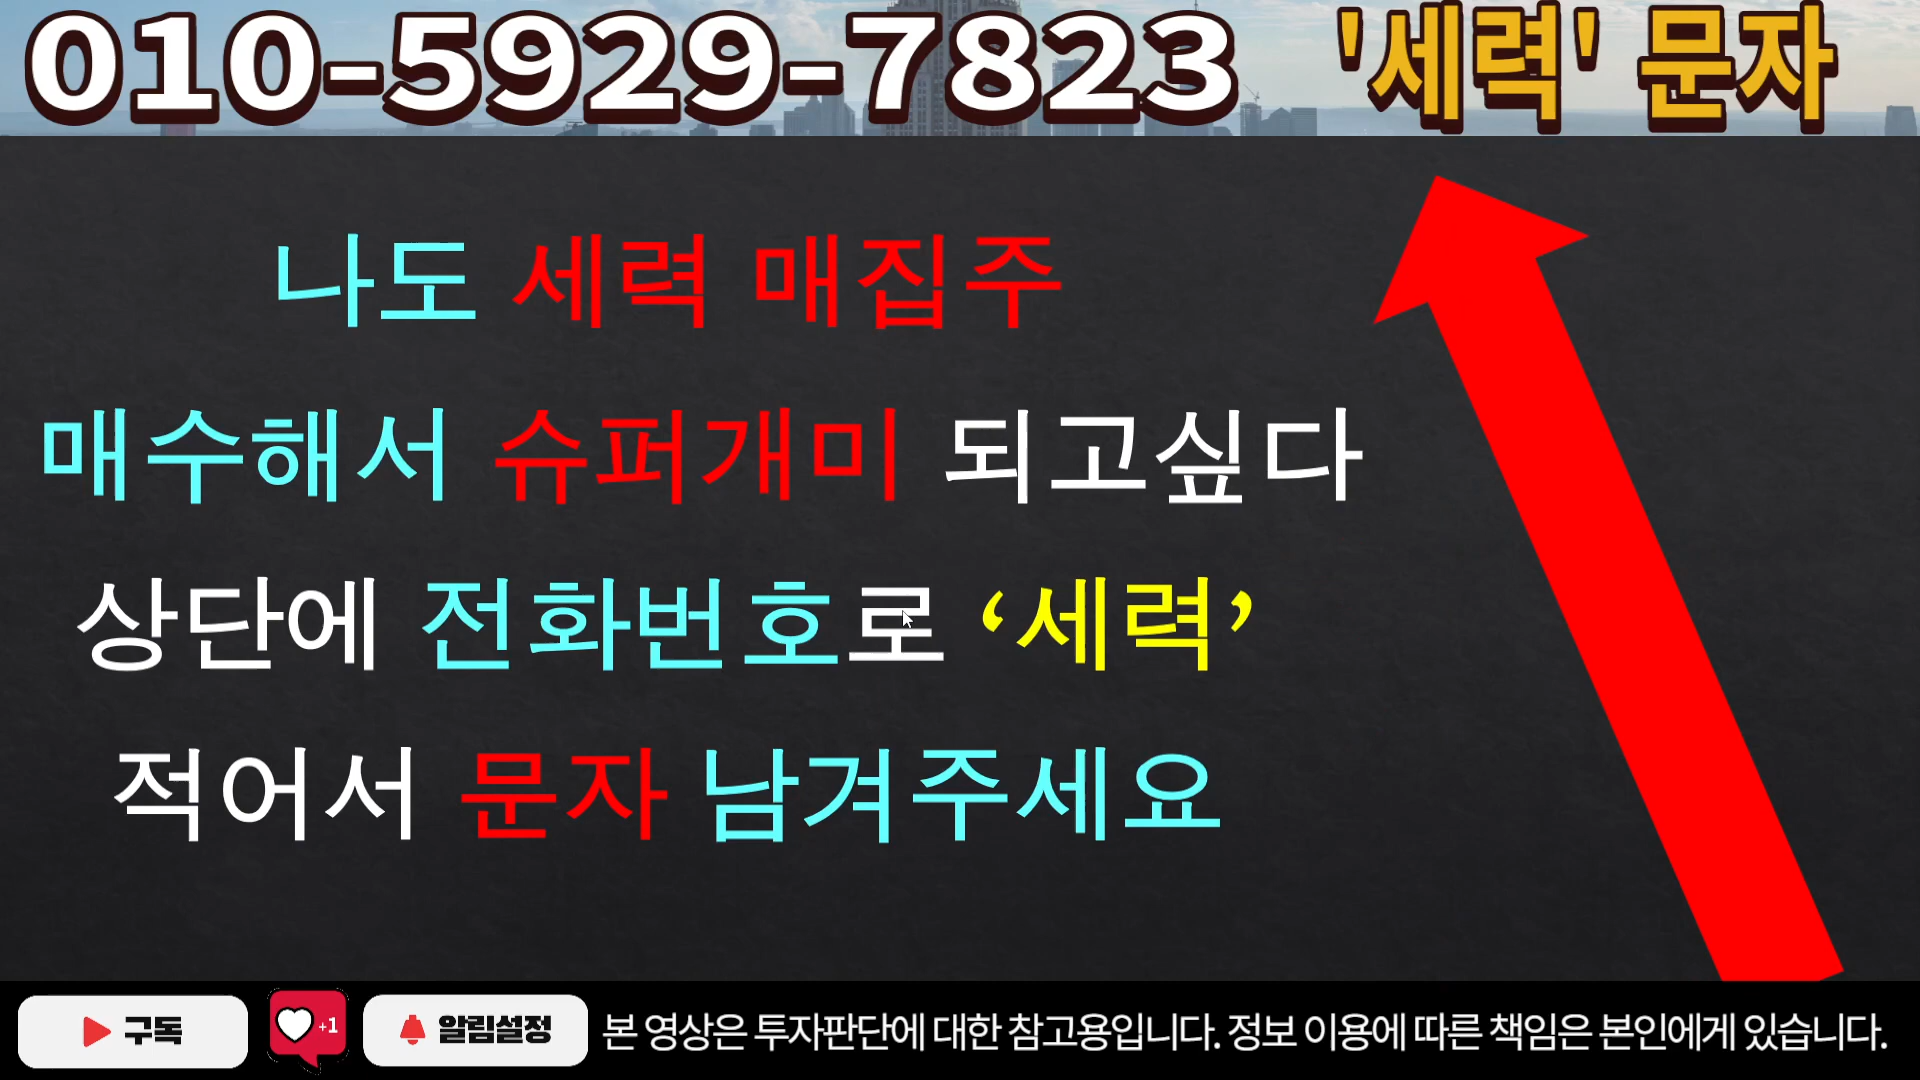 010-5929-7823 '세력' 문자
나도 세력 매집주
매수해서 슈퍼개미 되고싶다
상단에 전화번호로 ‘세력’
적어서 문자 남겨주세요
구독 +1 알림설정 본 영상은 투자판단에 대한 참고용입니다. 정보 이용에 따른 책임은 본인에게 있습니다.